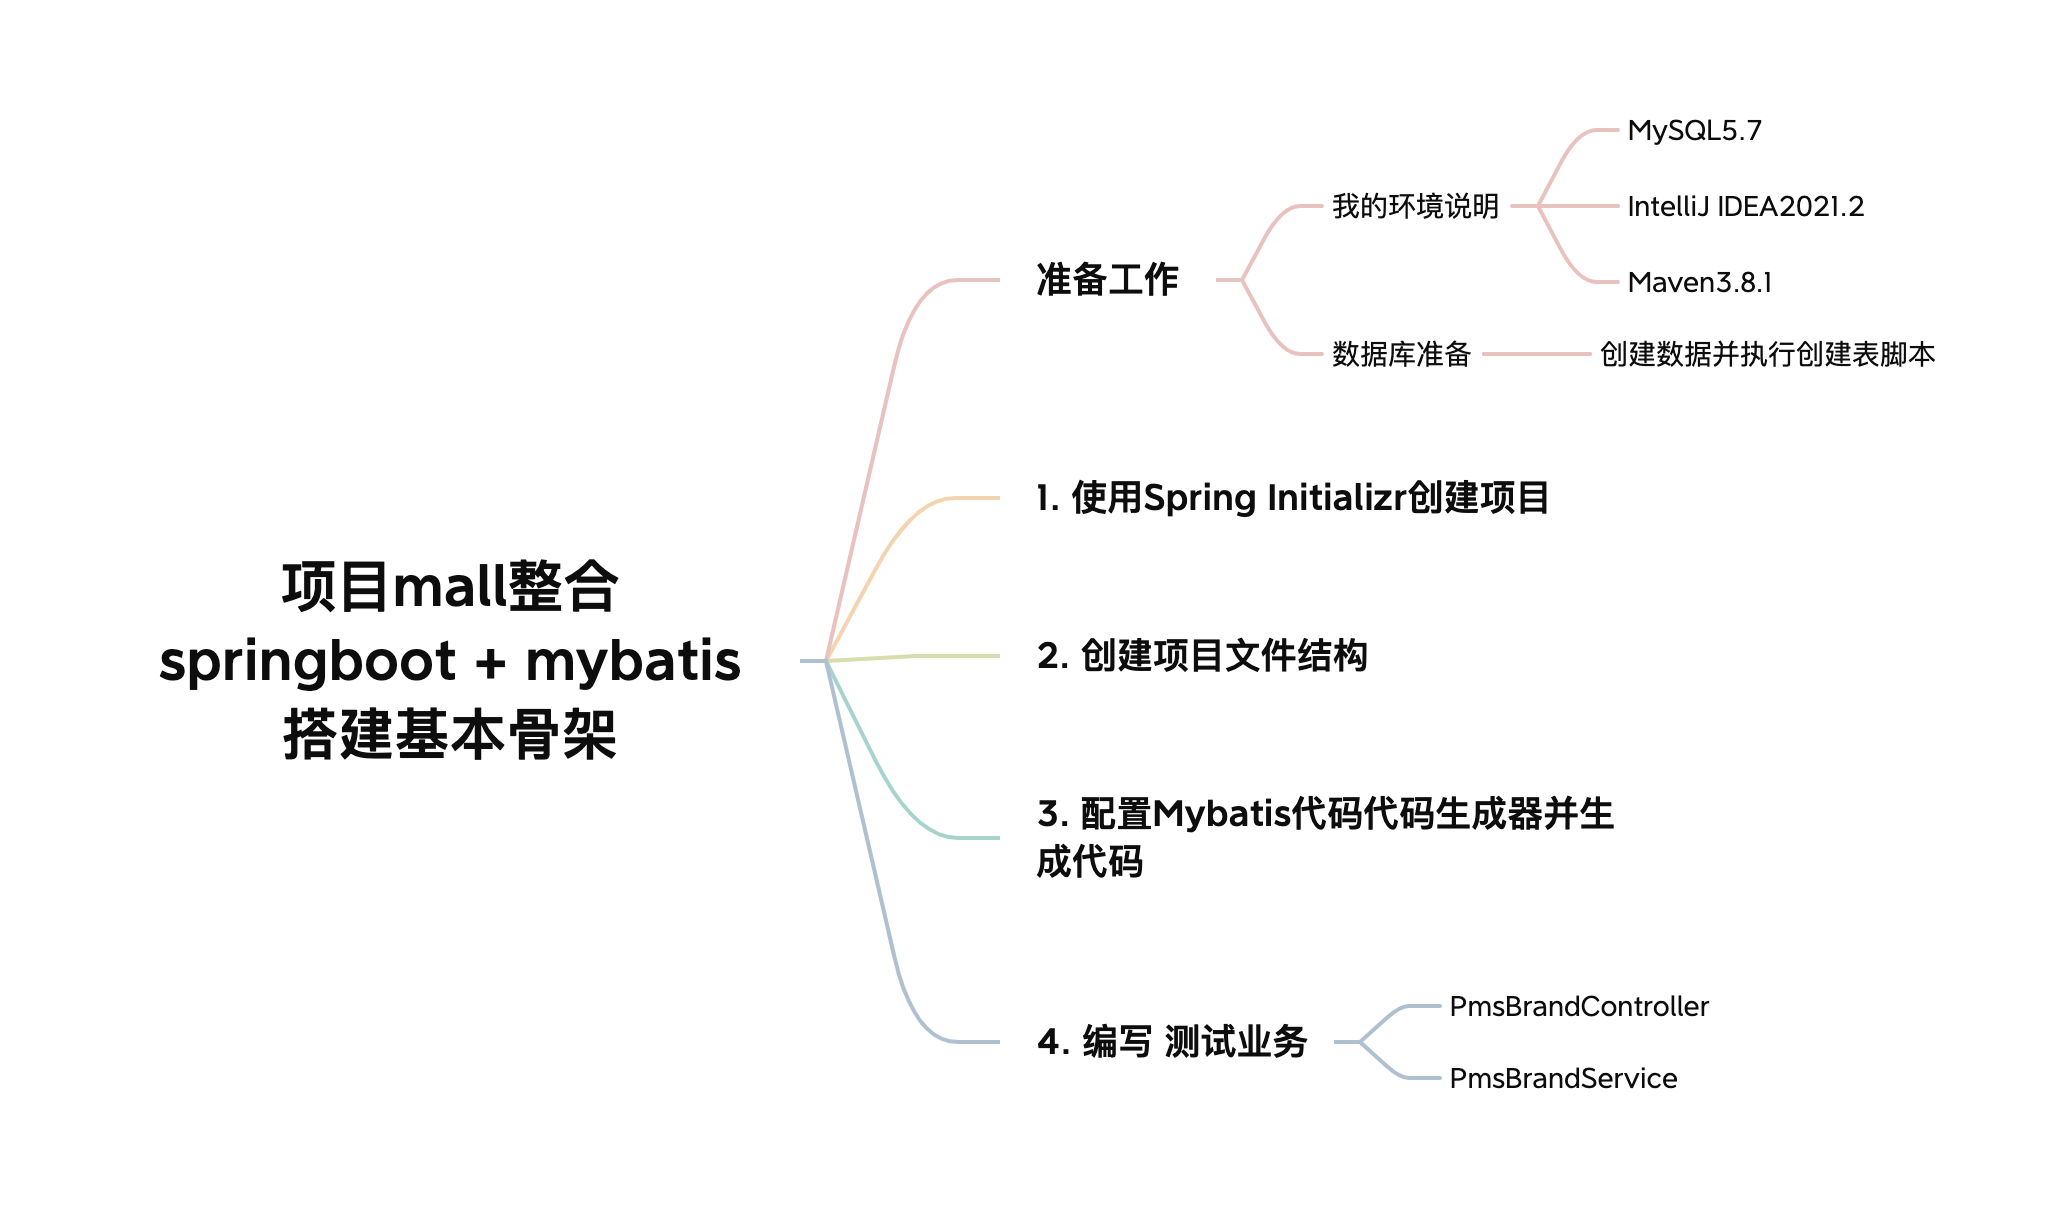 项目mall整合
springboot + mybatis
搭建基本骨架
准备工作
我的环境说明
MySQL5.7
IntelliJ IDEA2021.2
Maven3.8.1
数据库准备
创建数据并执行创建表脚本
1. 使用Spring Initializr创建项目
2. 创建项目文件结构
3. 配置Mybatis代码代码生成器并生
成代码
4. 编写 测试业务
PmsBrandController
PmsBrandService